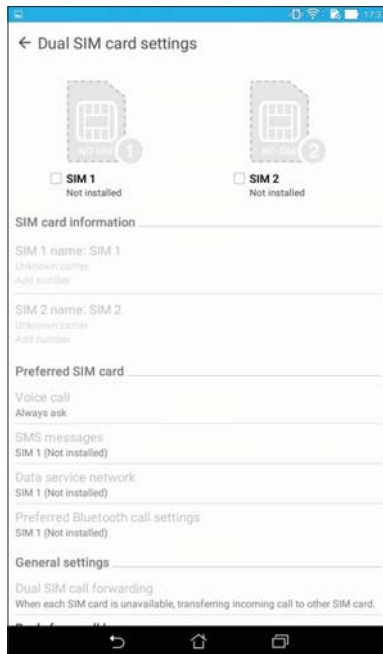 17:3
← Dual SIM card settings
NO SIM 1
NO SIM 2
SIM 1
Not installed
SIM 2
Not installed
SIM card information
SIM 1 name: SIM 1
Unknown carrier
Add number
SIM 2 name: SIM 2
Unknown carrier
Add number
Preferred SIM card
Voice call
Always ask
SMS messages
SIM 1 (Not installed)
Data service network
SIM 1 (Not installed)
Preferred Bluetooth call settings
SIM 1 (Not installed)
General settings
Dual SIM call forwarding
When each SIM card is unavailable, transferring incoming call to other SIM card.